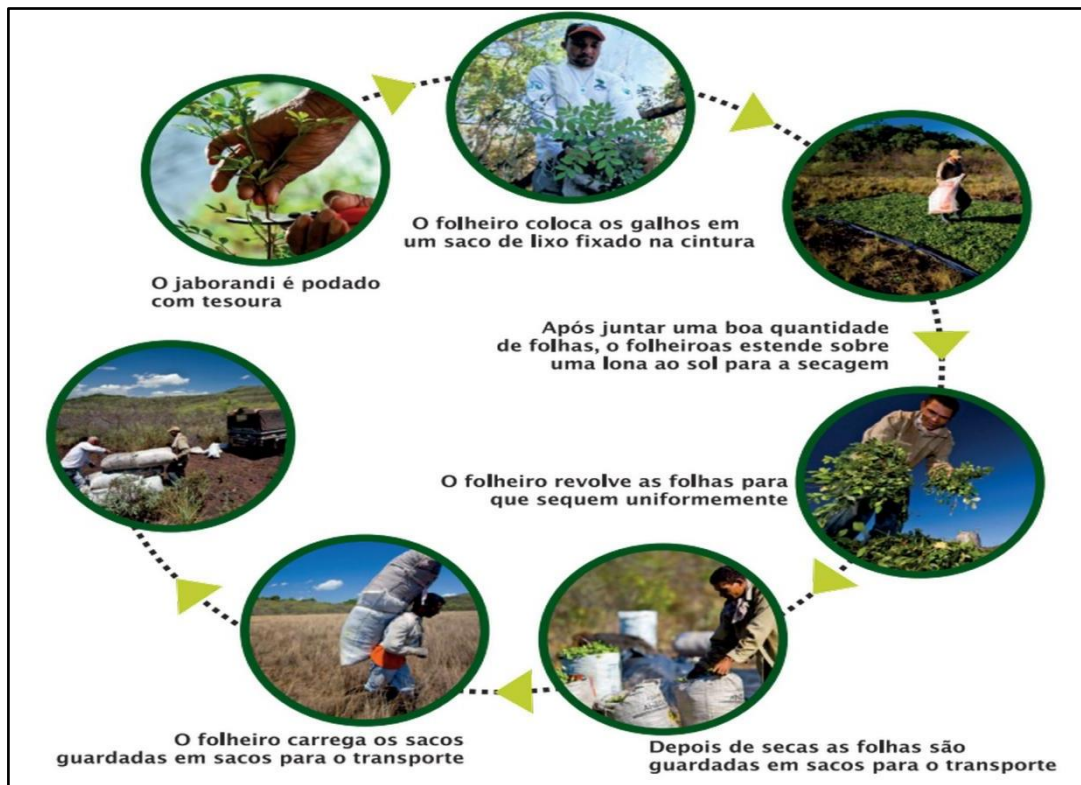 O jaborandi é podado
com tesoura
O folheiro coloca os galhos em
um saco de lixo fixado na cintura
Após juntar uma boa quantidade
de folhas, o folheiroas estende sobre
uma lona ao sol para a secagem
O folheiro revolve as folhas para
que sequem uniformemente
Depois de secas as folhas são
guardadas em sacos para o transporte
O folheiro carrega os sacos
guardadas em sacos para o transporte